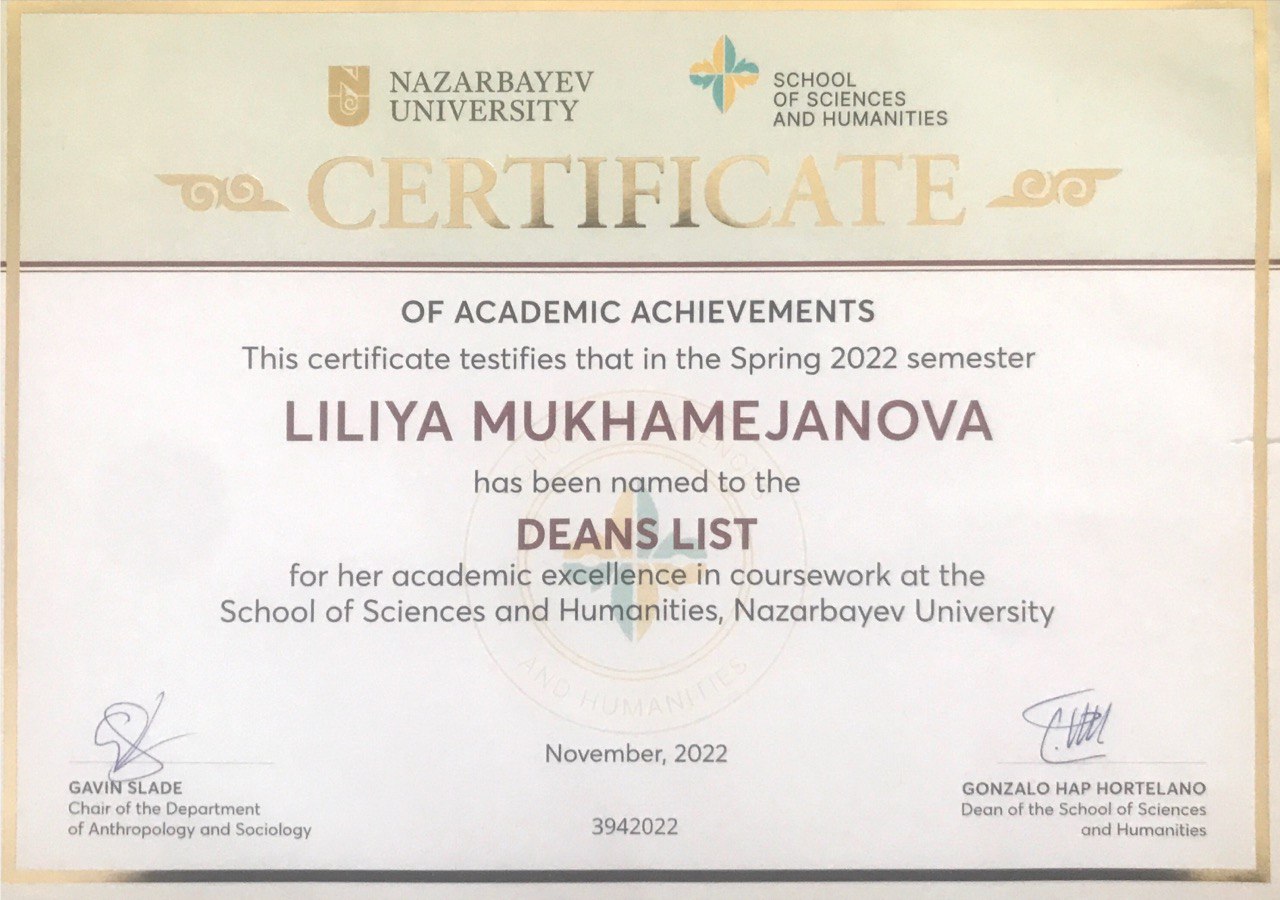 NAZARBAYEV
UNIVERSITY
SCHOOL
OF SCIENCES
AND HUMANITIES
CERTIFICATE
OF ACADEMIC ACHIEVEMENTS
This certificate testifies that in the Spring 2022 semester
LILIYA MUKHAMEJANOVA
has been named to the
DEANS LIST
for her academic excellence in coursework at the
School of Sciences and Humanities, Nazarbayev University
AND HUMANITIES
November, 2022
3942022
GAVIN SLADE
Chair of the Department
of Anthropology and Sociology
GONZALO HAP HORTELANO
Dean of the School of Sciences
and Humanities